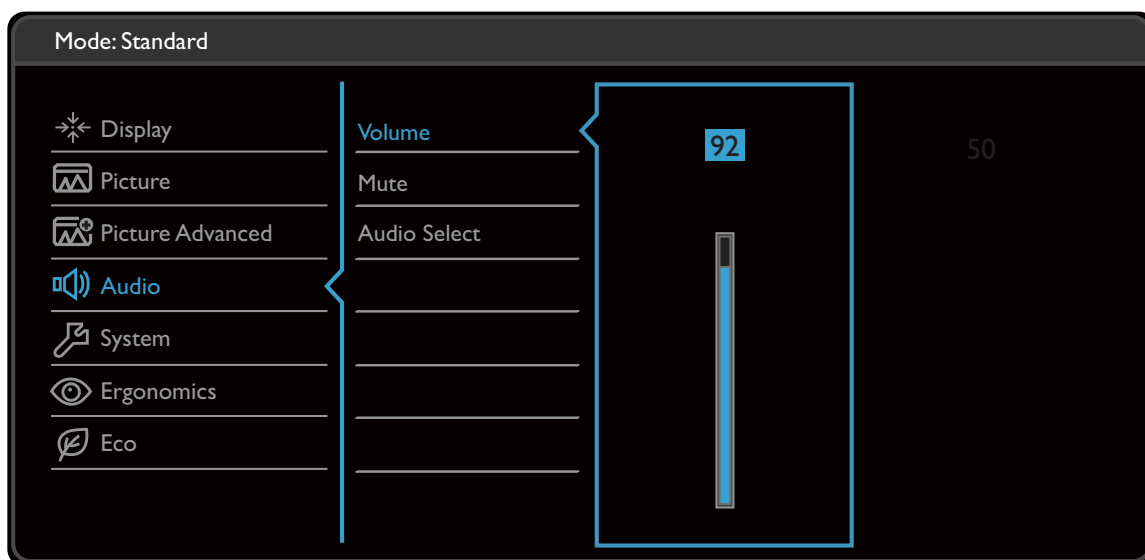 Mode: Standard
Display
Picture
Picture Advanced
Audio
System
Ergonomics
Eco
Volume
Mute
Audio Select
92
50